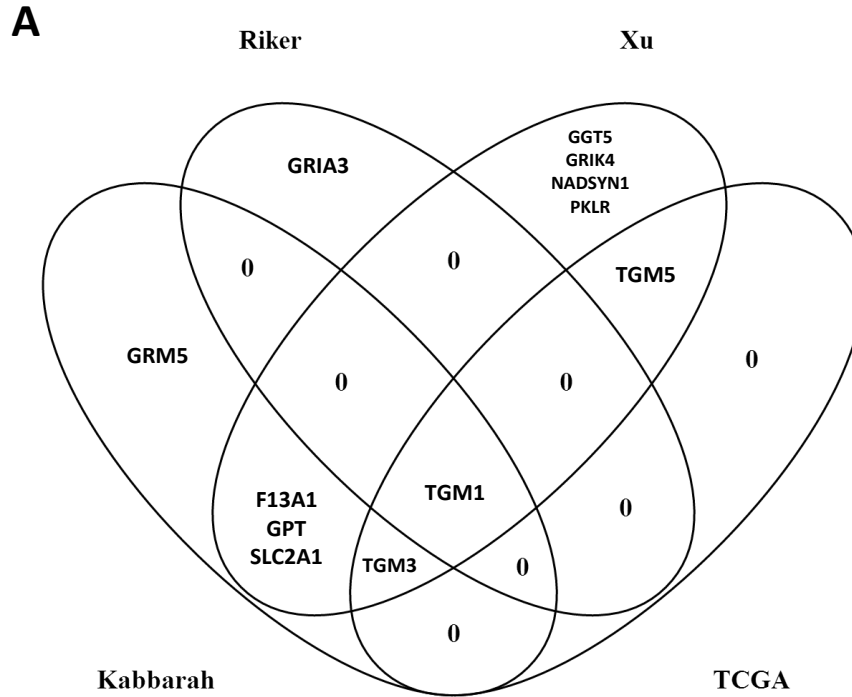 A
Riker
Xu
GRIA3
GGT5
GRIK4
NADSYN1
PKLR
0
0
TGM5
GRM5
0
0
0
F13A1
GPT
SLC2A1
TGM1
0
TGM3
0
0
Kabbarah
TCGA